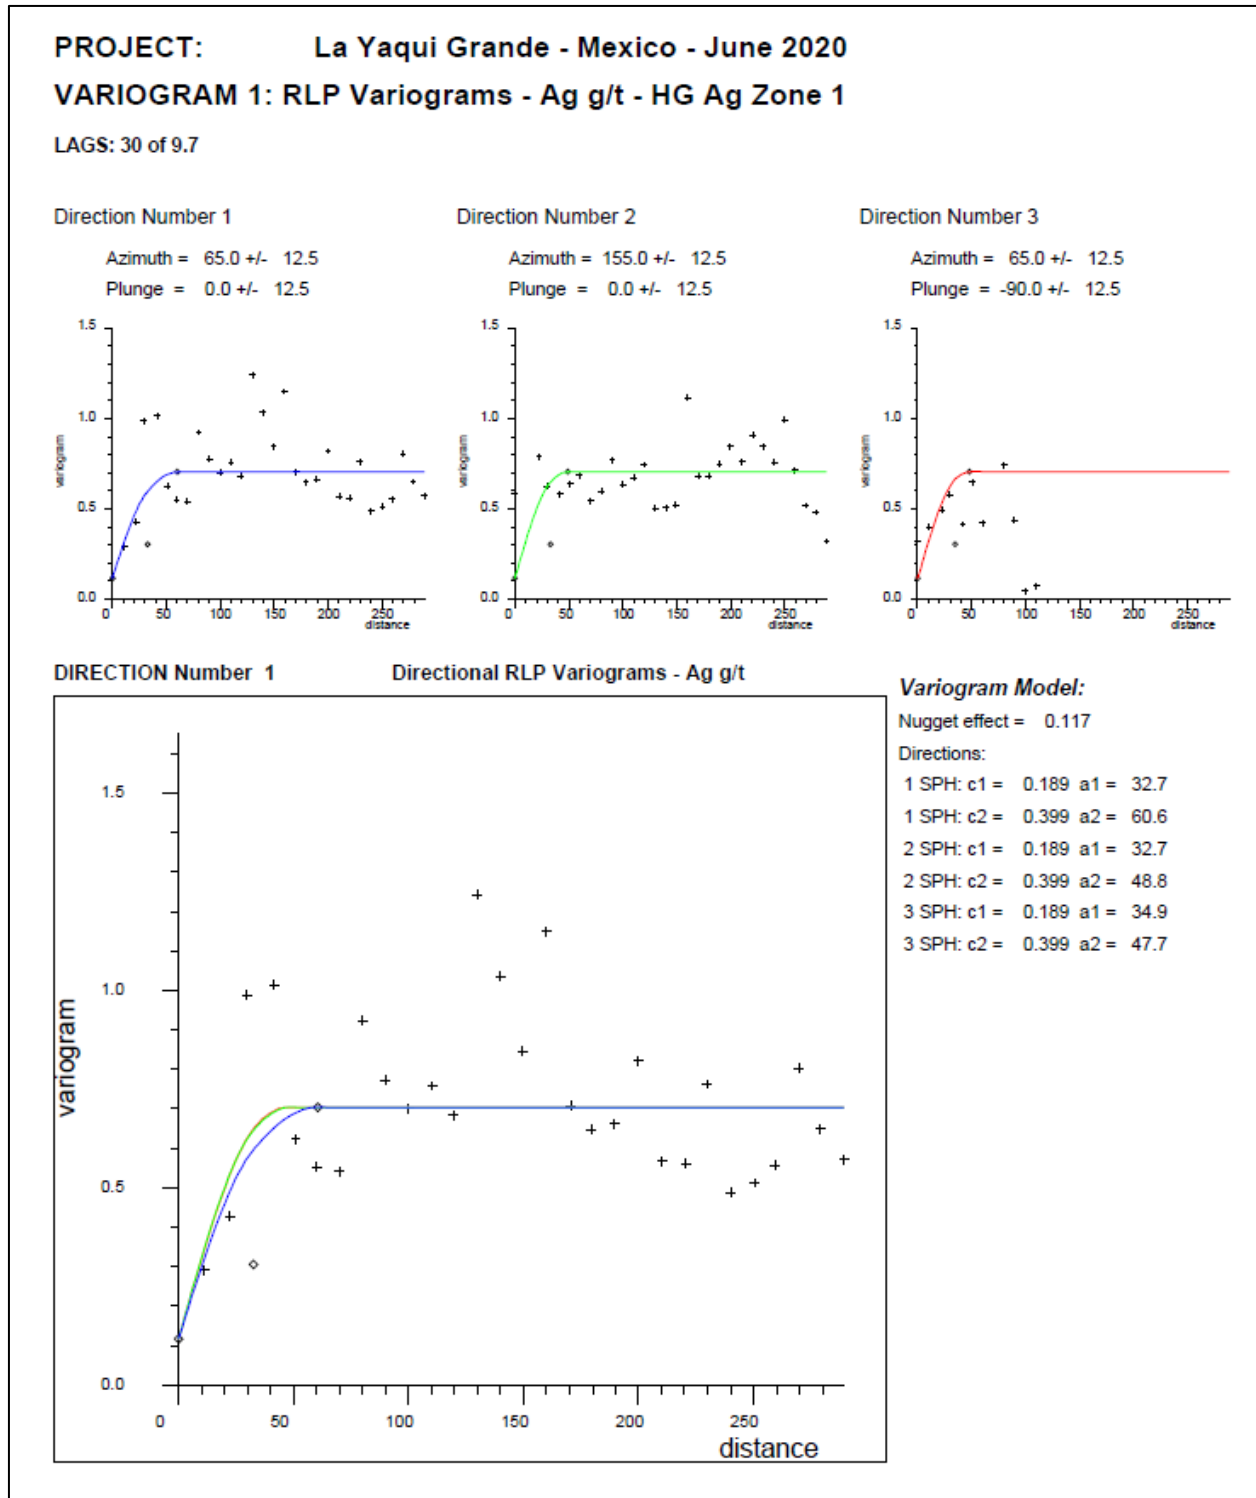 PROJECT: La Yaqui Grande - Mexico - June 2020
VARIOGRAM 1: RLP Variograms - Ag g/t - HG Ag Zone 1
LAGS: 30 of 9.7
Direction Number 1
Azimuth = 65.0 +/- 12.5
Plunge = 0.0 +/- 12.5
1.5
1.0
0.5
0.0
variogram
0 50 100 150 200 250
distance
Direction Number 2
Azimuth = 155.0 +/- 12.5
Plunge = 0.0 +/- 12.5
1.5
1.0
0.5
0.0
variogram
0 50 100 150 200 250
distance
Direction Number 3
Azimuth = 65.0 +/- 12.5
Plunge = -90.0 +/- 12.5
1.5
1.0
0.5
0.0
variogram
0 50 100 150 200 250
distance
DIRECTION Number 1 Directional RLP Variograms - Ag g/t
1.5
1.0
0.5
0.0
variogram
0 50 100 150 200 250
distance
Variogram Model:
Nugget effect = 0.117
Directions:
1 SPH: c1 = 0.189 a1 = 32.7
1 SPH: c2 = 0.399 a2 = 60.6
2 SPH: c1 = 0.189 a1 = 32.7
2 SPH: c2 = 0.399 a2 = 48.8
3 SPH: c1 = 0.189 a1 = 34.9
3 SPH: c2 = 0.399 a2 = 47.7